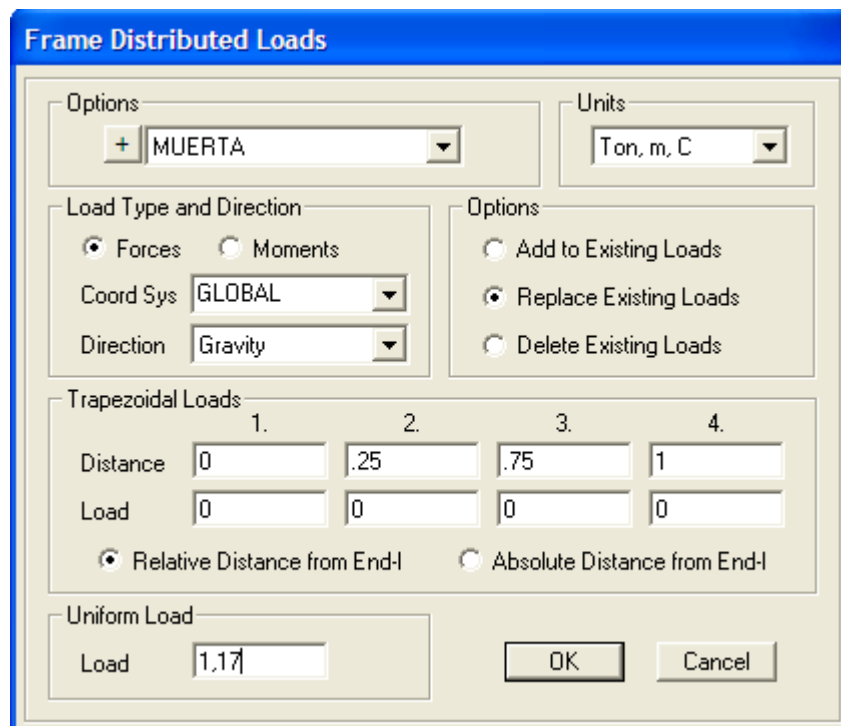 Frame Distributed Loads
Options
+ MUERTA
Units
Ton, m, C
Load Type and Direction
Forces Moments
Coord Sys GLOBAL
Direction Gravity
Options
Add to Existing Loads
Replace Existing Loads
Delete Existing Loads
Trapezoidal Loads
1. 2. 3. 4.
Distance 0 .25 .75 1
Load 0 0 0 0
Relative Distance from End-I Absolute Distance from End-I
Uniform Load
Load 1,17
OK Cancel